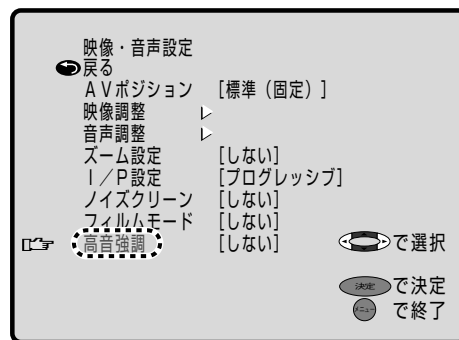 映像・音声設定
戻る
AVポジション [標準（固定）]
映像調整
音声調整
ズーム設定 [しない]
I／P設定 [プログレッシブ]
ノイズクリーン [しない]
フィルムモード [しない]
高音強調 [しない]
で選択
決定 で決定
メニュー で終了